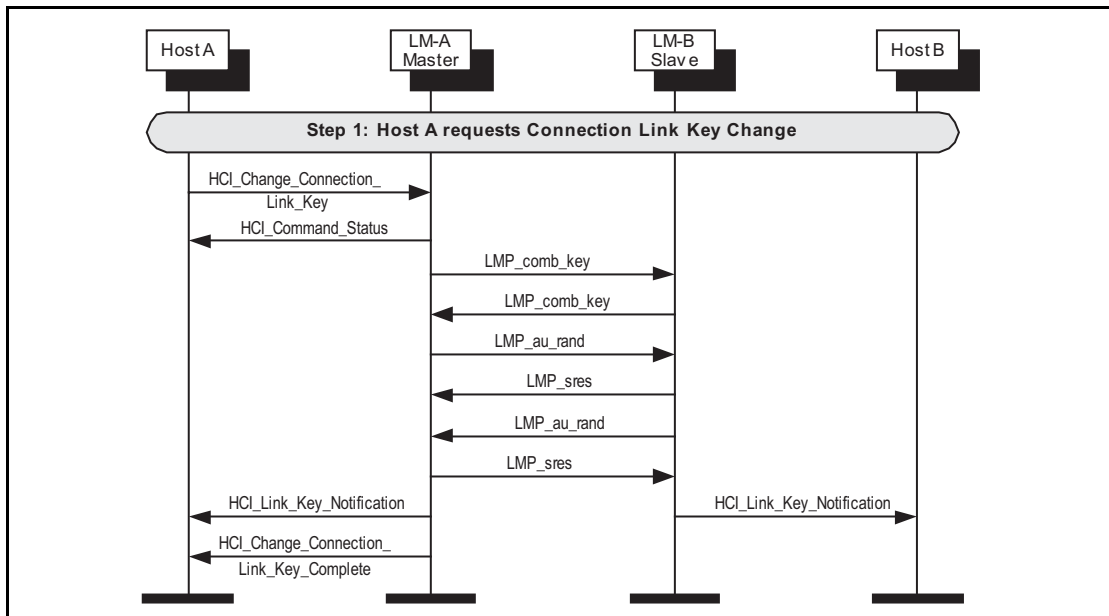 Host A
LM-A
Master
LM-B
Slave
Host B
Step 1: Host A requests Connection Link Key Change
HCI_Change_Connection_
Link_Key
HCI_Command_Status
LMP_comb_key
LMP_comb_key
LMP_au_rand
LMP_sres
LMP_au_rand
LMP_sres
HCI_Link_Key_Notification
HCI_Link_Key_Notification
HCI_Change_Connection_
Link_Key_Complete